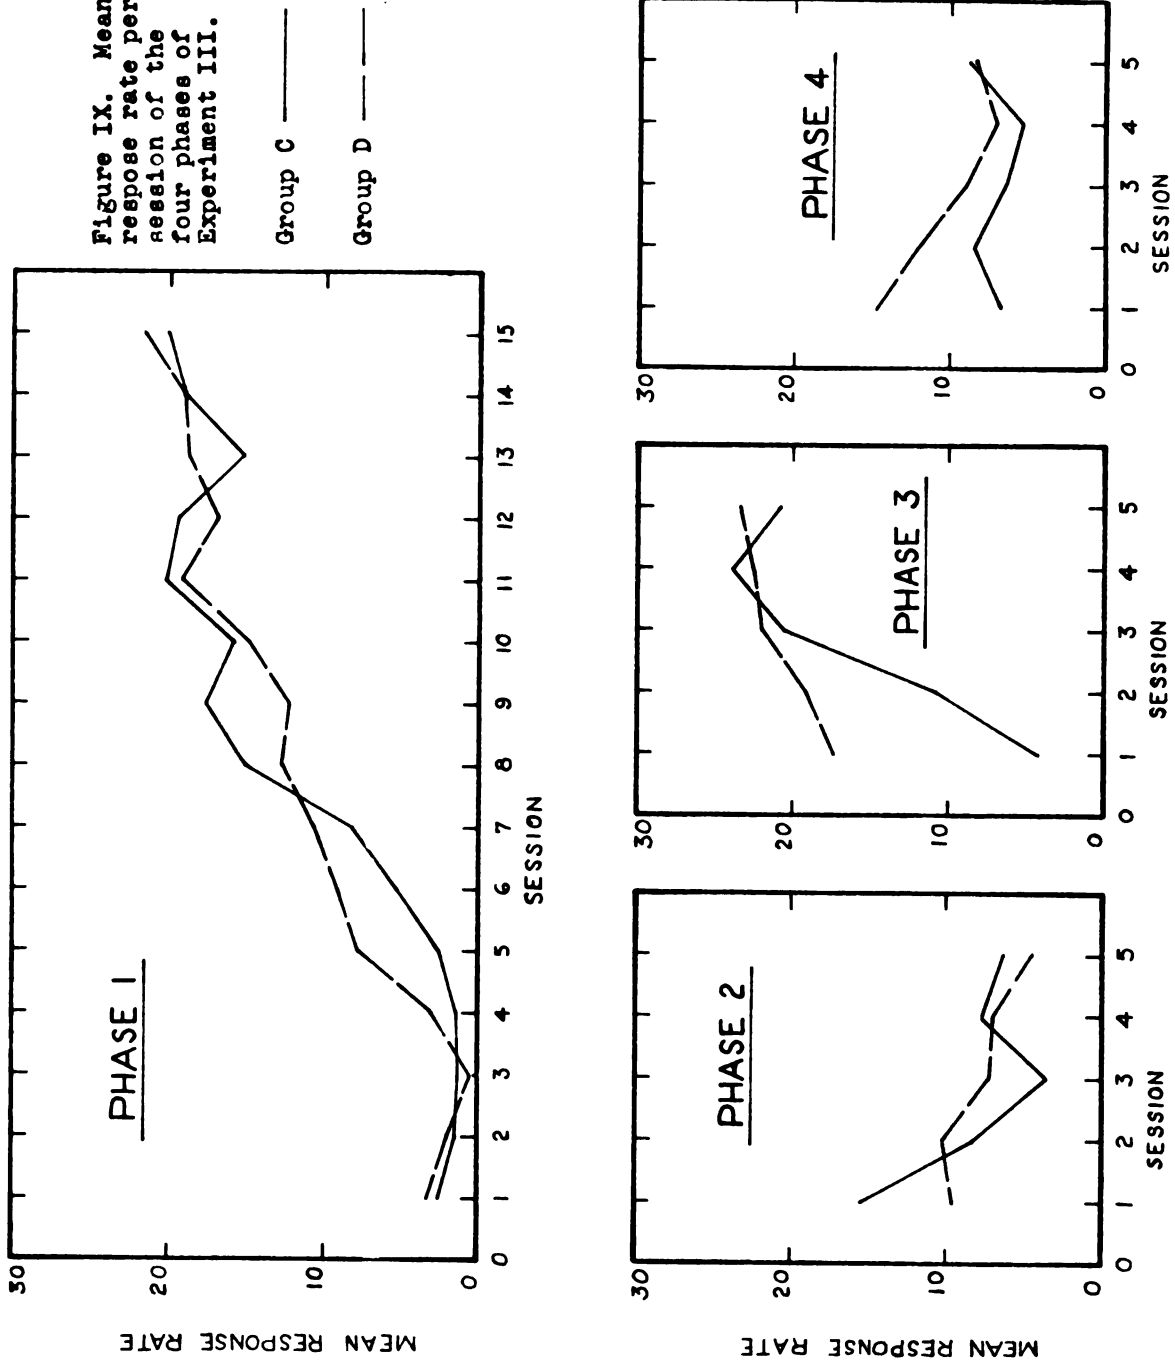 Figure IX. Mean
respose rate per
session of the
four phases of
Experiment III.
Group C
Group D
PHASE 1
MEAN RESPONSE RATE
30
20
10
0
0 1 2 3 4 5 6 7 8 9 10 11 12 13 14 15
SESSION
PHASE 2
MEAN RESPONSE RATE
30
20
10
0
0 1 2 3 4 5
SESSION
PHASE 3
30
20
10
0
0 1 2 3 4 5
SESSION
PHASE 4
30
20
10
0
0 1 2 3 4 5
SESSION